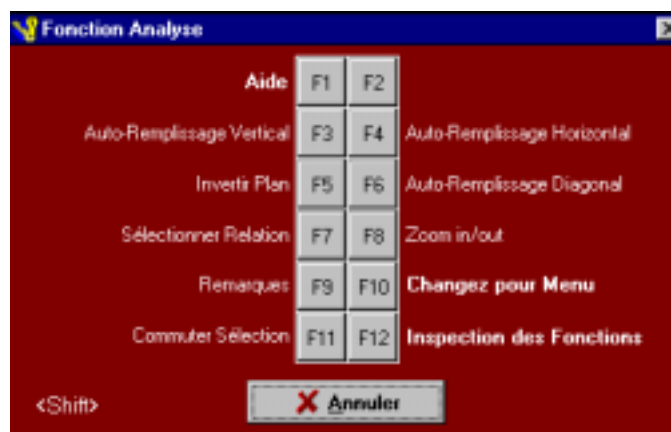 Fonction Analyse
Aide F1 F2
Auto-Remplissage Vertical F3 F4 Auto-Remplissage Horizontal
Invertir Plan F5 F6 Auto-Remplissage Diagonal
Sélectionner Relation F7 F8 Zoom in/out
Remarques F9 F10 Changez pour Menu
Commuter Sélection F11 F12 Inspection des Fonctions
<Shift> Annuler